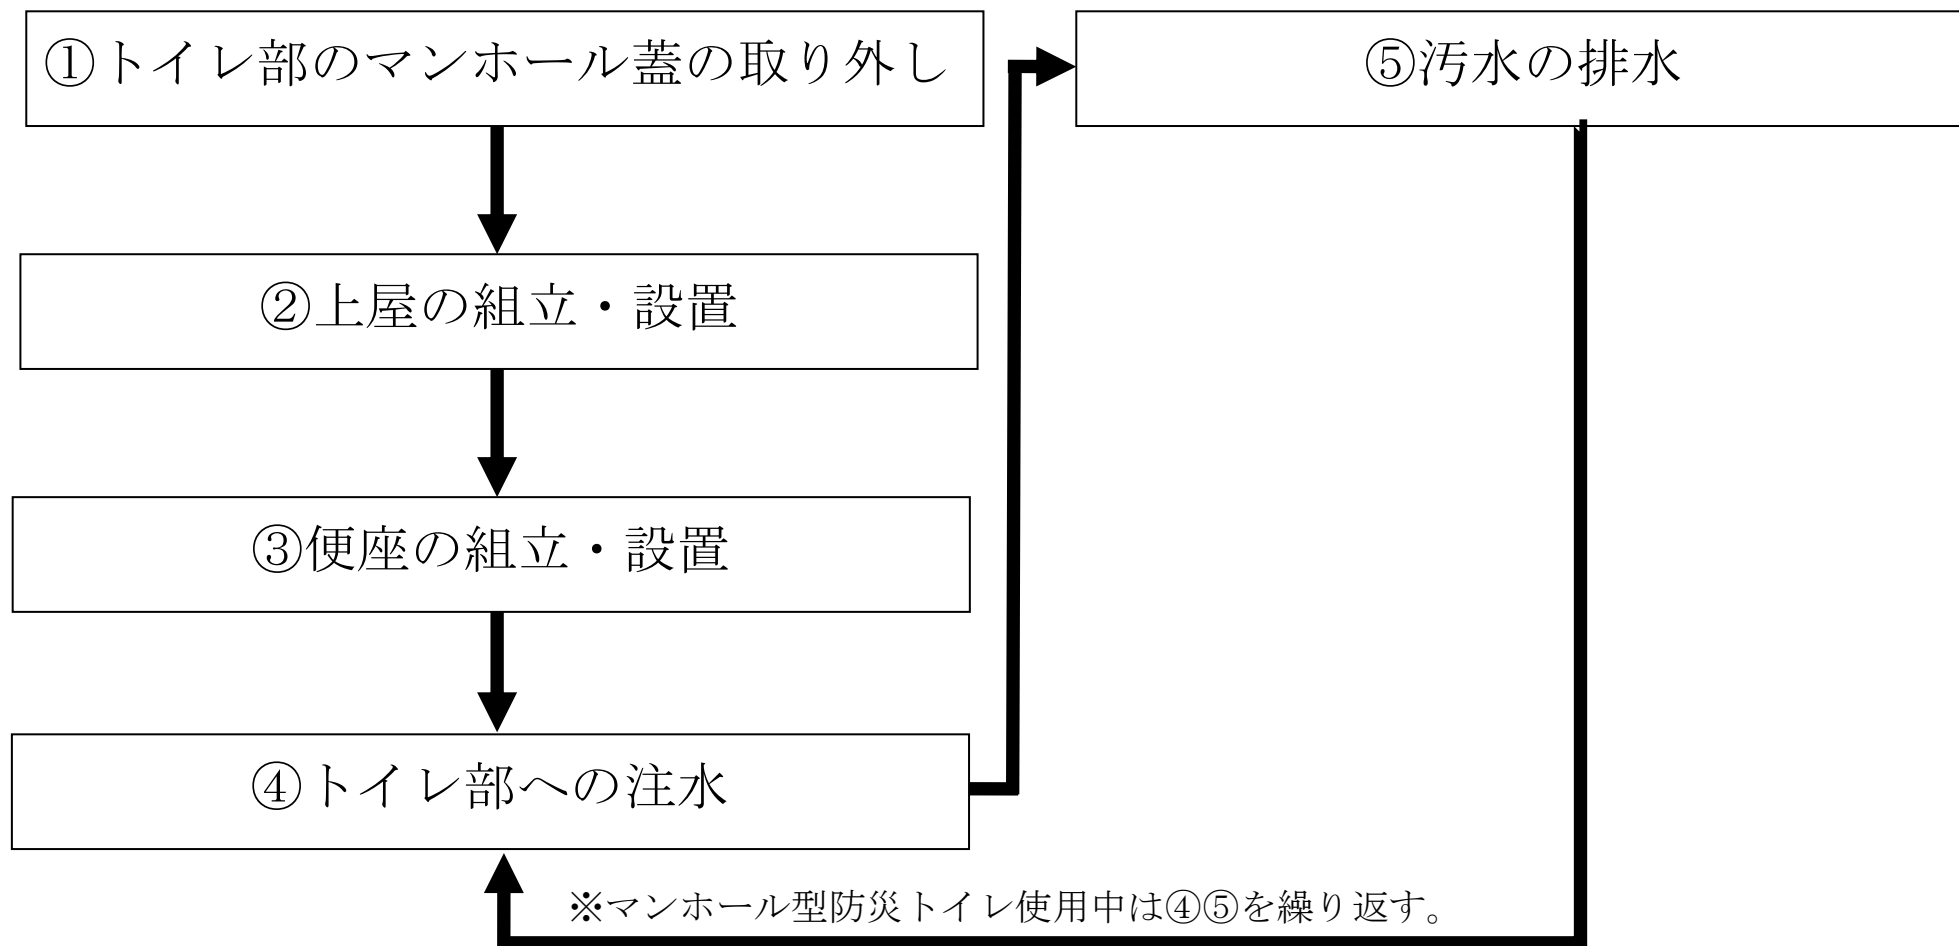 ①トイレ部のマンホール蓋の取り外し
②上屋の組立・設置
③便座の組立・設置
④トイレ部への注水
⑤汚水の排水
※マンホール型防災トイレ使用中は④⑤を繰り返す。